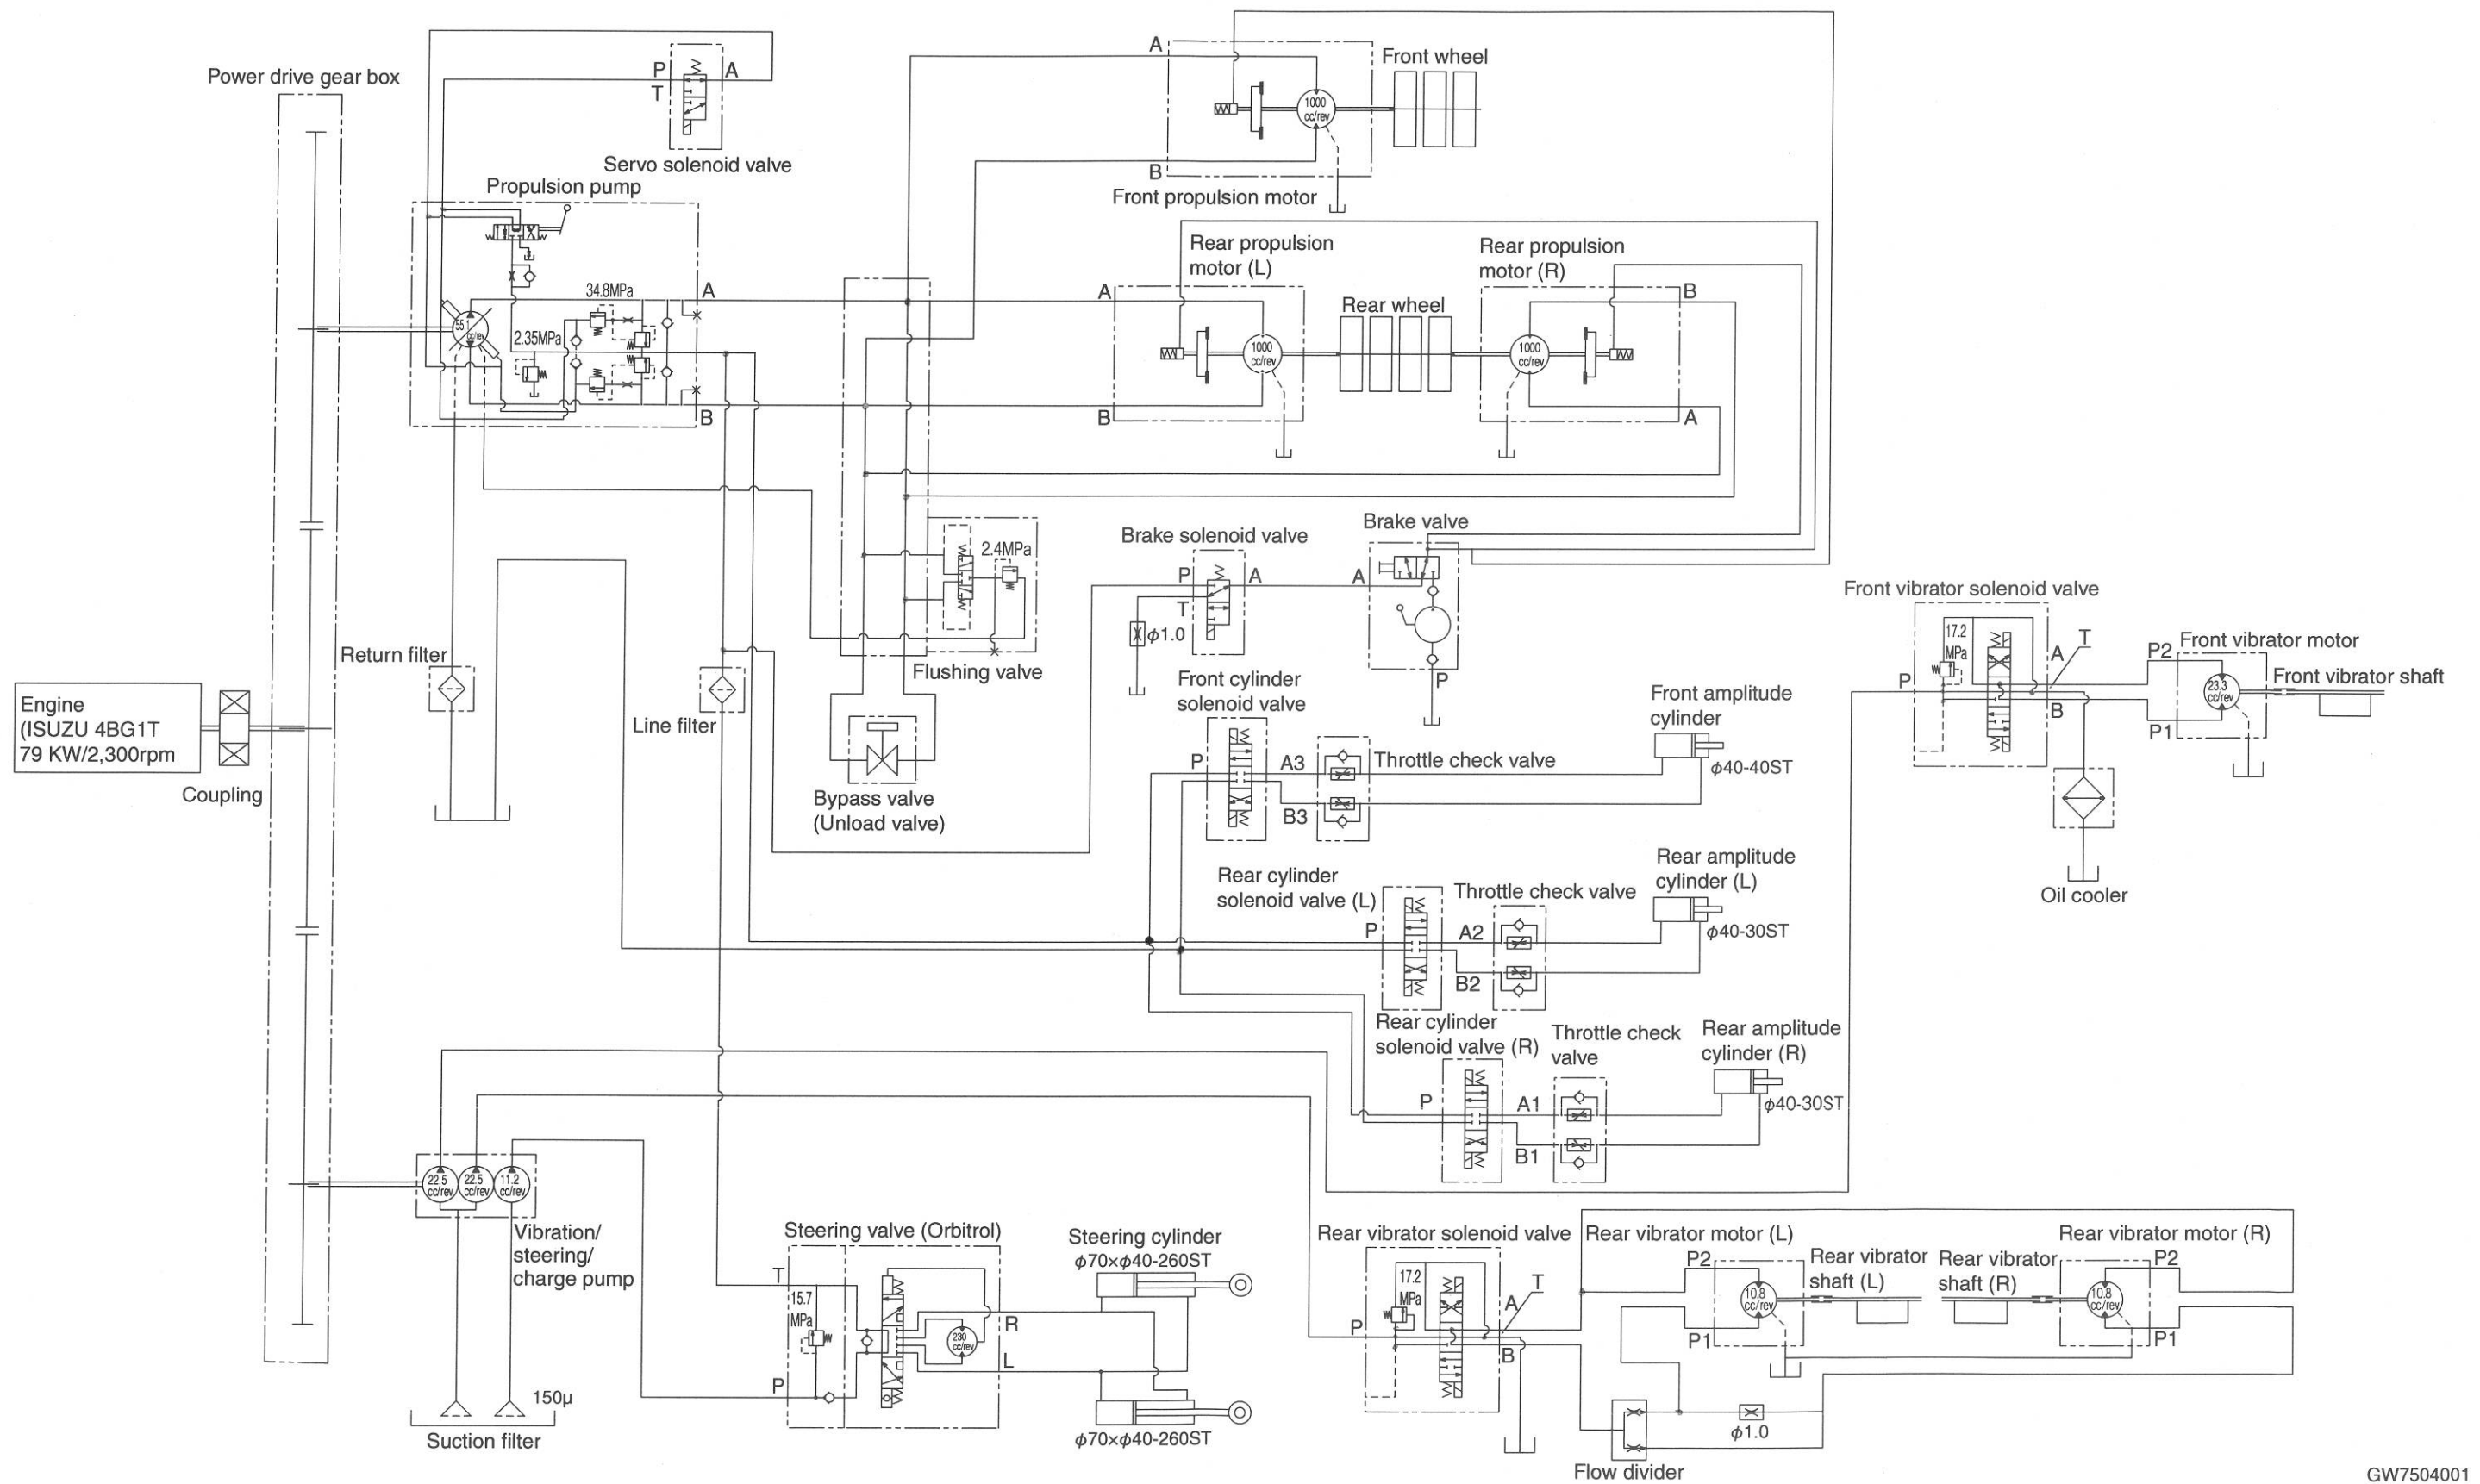 Power drive gear box
P
T
A
Servo solenoid valve
Propulsion pump
55.1
cc/rev
34.8MPa
2.35MPa
A
B
A
B
1000
cc/rev
Front wheel
Front propulsion motor
Rear propulsion
motor (L)
A
B
1000
cc/rev
Rear wheel
Rear propulsion
motor (R)
B
A
1000
cc/rev
2.4MPa
Flushing valve
Brake solenoid valve
P
T
A
φ1.0
Brake valve
A
P
Return filter
Line filter
Engine
(ISUZU 4BG1T
79 KW/2,300rpm
Coupling
Bypass valve
(Unload valve)
Front cylinder
solenoid valve
P
A3
B3
Throttle check valve
Front amplitude
cylinder
φ40-40ST
Front vibrator solenoid valve
17.2
MPa
P
A
T
B
P2
P1
Front vibrator motor
23.3
cc/rev
Front vibrator shaft
Oil cooler
Rear cylinder
solenoid valve (L)
P
A2
B2
Throttle check valve
Rear amplitude
cylinder (L)
φ40-30ST
Rear cylinder
solenoid valve (R)
P
A1
B1
Throttle check
valve
Rear amplitude
cylinder (R)
φ40-30ST
22.5
cc/rev
22.5
cc/rev
11.2
cc/rev
Vibration/
steering/
charge pump
150μ
Suction filter
Steering valve (Orbitrol)
T
15.7
MPa
P
230
cc/rev
R
L
Steering cylinder
φ70×φ40-260ST
φ70×φ40-260ST
Rear vibrator solenoid valve
17.2
MPa
P
A
T
B
Rear vibrator motor (L)
P2
P1
10.8
cc/rev
Rear vibrator
shaft (L)
Rear vibrator
shaft (R)
Rear vibrator motor (R)
10.8
cc/rev
P2
P1
φ1.0
Flow divider
GW7504001